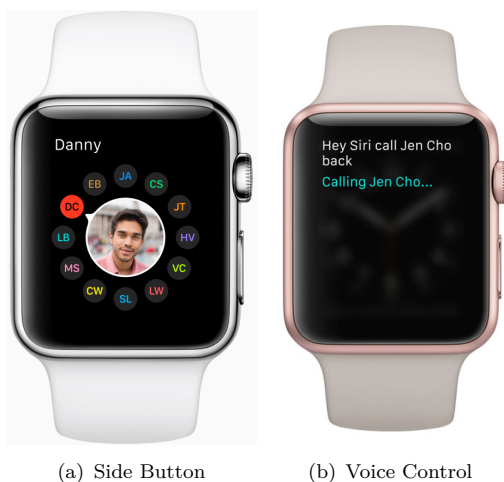 Danny
JA
EB
CS
DC
JT
LB
HV
MS
VC
CW
LW
SL
Hey Siri call Jen Cho
back
Calling Jen Cho...
(a) Side Button
(b) Voice Control